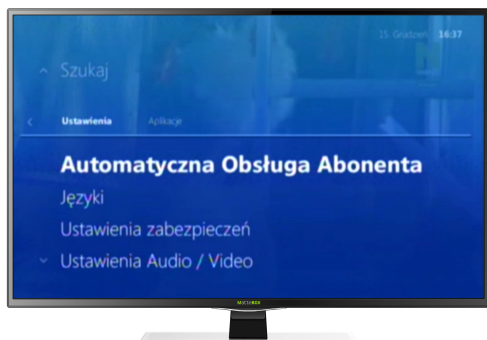 15. Grudzień 16:37
Szukaj
Ustawienia Aplikacje
Automatyczna Obsługa Abonenta
Języki
Ustawienia zabezpieczeń
Ustawienia Audio / Video